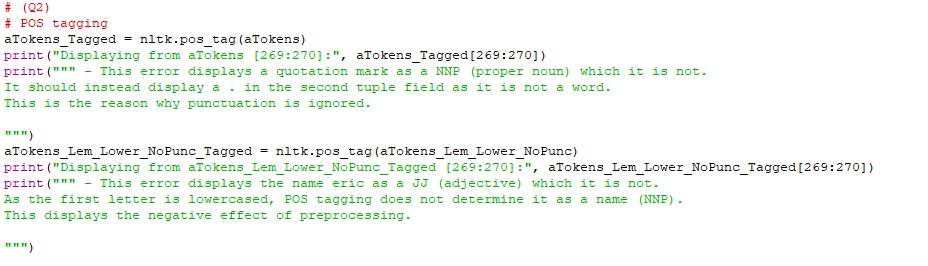 # (Q2)
# POS tagging
aTokens_Tagged = nltk.pos_tag(aTokens)
print("Displaying from aTokens [269:270]:", aTokens_Tagged[269:270])
print(""" - This error displays a quotation mark as a NNP (proper noun) which it is not.
It should instead display a . in the second tuple field as it is not a word.
This is the reason why punctuation is ignored.
""")
aTokens_Lem_Lower_NoPunc_Tagged = nltk.pos_tag(aTokens_Lem_Lower_NoPunc)
print("Displaying from aTokens_Lem_Lower_NoPunc_Tagged [269:270]:", aTokens_Lem_Lower_NoPunc_Tagged[269:270])
print(""" - This error displays the name eric as a JJ (adjective) which it is not.
As the first letter is lowercased, POS tagging does not determine it as a name (NNP).
This displays the negative effect of preprocessing.
""")